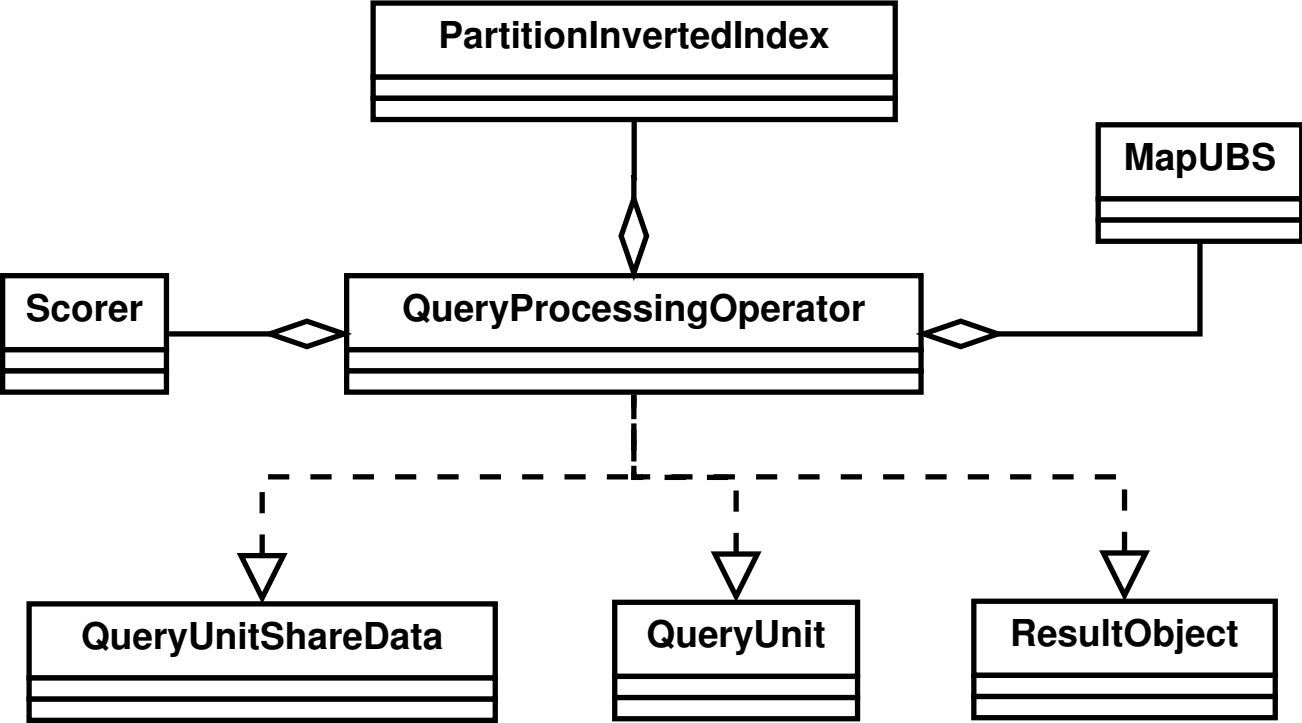 PartitionInvertedIndex
MapUBS
Scorer
QueryProcessingOperator
QueryUnitShareData
QueryUnit
ResultObject